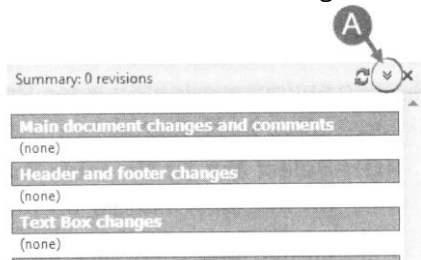 A
Summary: 0 revisions
Main document changes and comments
(none)
Header and footer changes
(none)
Text Box changes
(none)